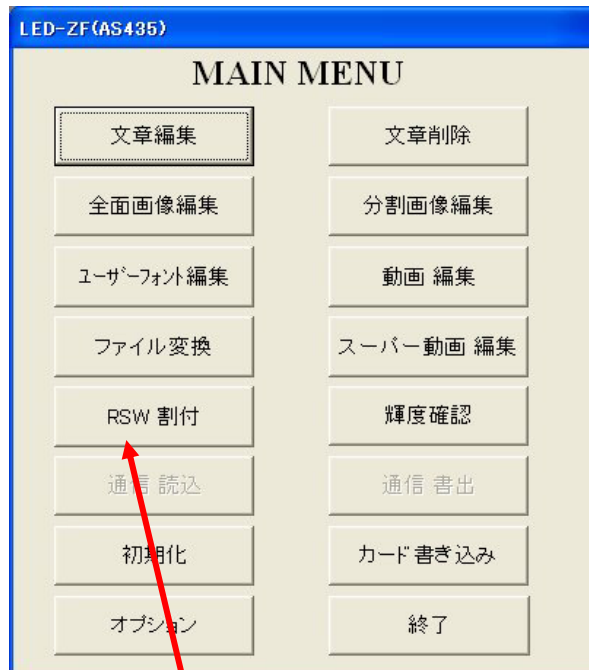 LED-ZF(AS435)
MAIN MENU
文章編集 文章削除
全面画像編集 分割画像編集
ﾕｰｻﾞｰﾌｫﾝﾄ編集 動画 編集
ファイル変換 スーパー動画 編集
RSW 割付 輝度確認
通信 読込 通信 書出
初期化 カード書き込み
オプション 終了